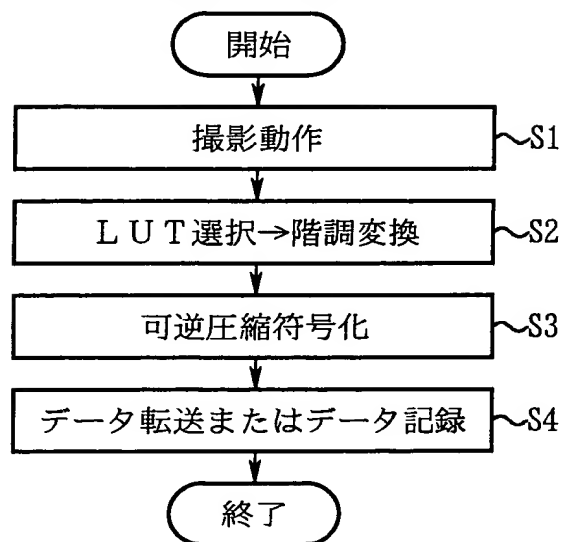 開始
撮影動作 S1
LUT選択→階調変換 S2
可逆圧縮符号化 S3
データ転送またはデータ記録 S4
終了